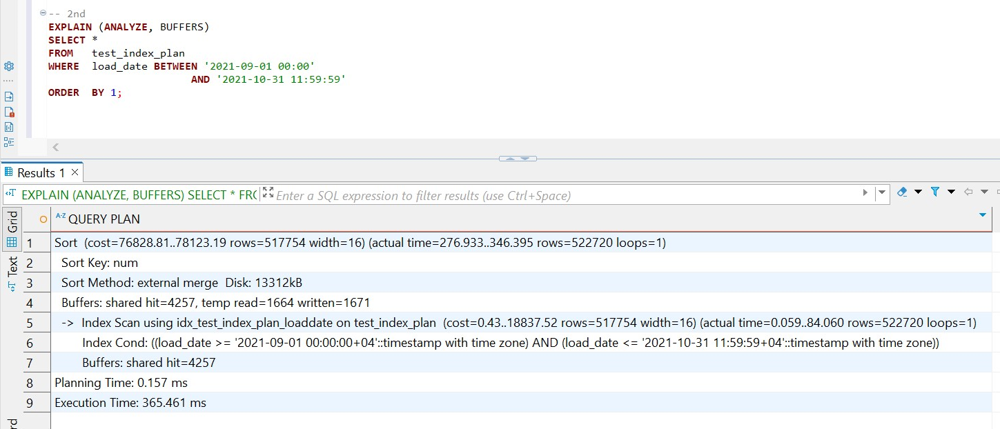 -- 2nd
EXPLAIN (ANALYZE, BUFFERS)
SELECT *
FROM   test_index_plan
WHERE  load_date BETWEEN '2021-09-01 00:00'
                       AND '2021-10-31 11:59:59'
ORDER  BY 1;
Results 1
EXPLAIN (ANALYZE, BUFFERS) SELECT * FR
Enter a SQL expression to filter results (use Ctrl+Space)
Grid
Text
A-Z QUERY PLAN
1 Sort  (cost=76828.81..78123.19 rows=517754 width=16) (actual time=276.933..346.395 rows=522720 loops=1)
2 Sort Key: num
3 Sort Method: external merge  Disk: 13312kB
4 Buffers: shared hit=4257, temp read=1664 written=1671
5 ->  Index Scan using idx_test_index_plan_loaddate on test_index_plan  (cost=0.43..18837.52 rows=517754 width=16) (actual time=0.059..84.060 rows=522720 loops=1)
6 Index Cond: ((load_date >= '2021-09-01 00:00:00+04'::timestamp with time zone) AND (load_date <= '2021-10-31 11:59:59+04'::timestamp with time zone))
7 Buffers: shared hit=4257
8 Planning Time: 0.157 ms
9 Execution Time: 365.461 ms